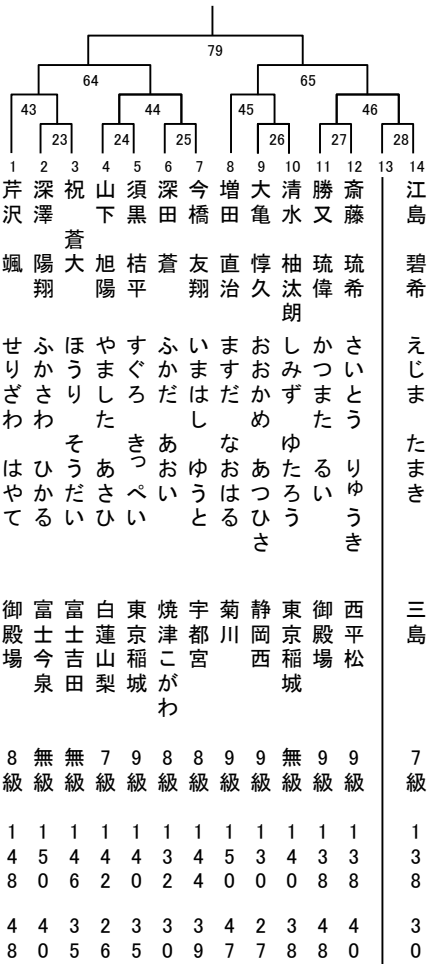 79
64 65
43 44 45 46
23 24 25 26 27 28
1 芹沢 颯 せりざわ はやて 御殿場 8級 148 48
2 深澤 陽翔 ふかさわ ひかる 富士今泉 無級 150 40
3 祝 蒼大 ほうり そうだい 富士吉田 無級 146 35
4 山下 旭陽 やました あさひ 白蓮山梨 7級 142 26
5 須黒 桔平 すぐろ きっぺい 東京稲城 9級 140 35
6 深田 蒼 ふかだ あおい 焼津こがわ 8級 132 30
7 今橋 友翔 いまはし ゆうと 宇都宮 8級 144 39
8 増田 直治 ますだ なおはる 菊川 9級 150 47
9 大亀 惇久 おおかめ あつひさ 静岡西 9級 130 27
10 清水 柚汰朗 しみず ゆたろう 東京稲城 無級 140 38
11 勝又 琉偉 かつまた るい 御殿場 9級 138 48
12 斎藤 琉希 さいとう りゅうき 西平松 9級 138 40
13
14 江島 碧希 えじま たまき 三島 7級 138 30